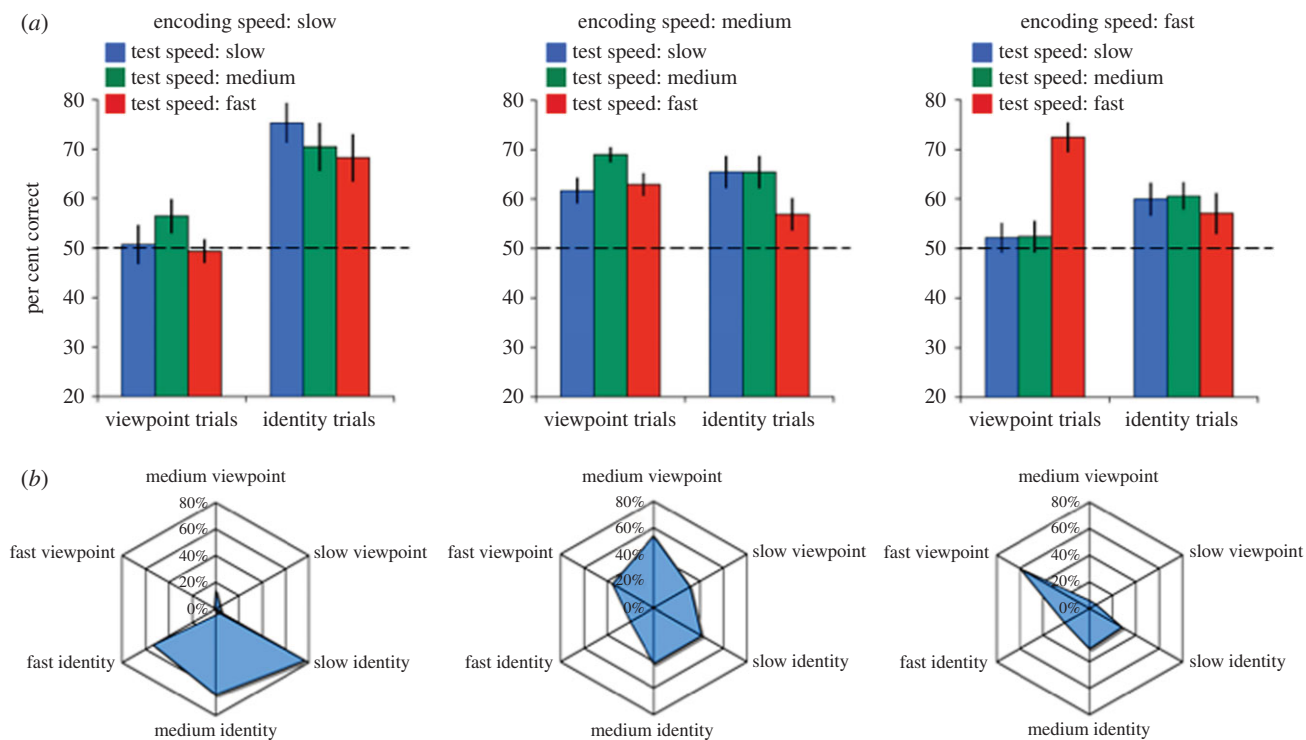 (a)
encoding speed: slow
test speed: slow
test speed: medium
test speed: fast
per cent correct
80
70
60
50
40
30
20
viewpoint trials identity trials
encoding speed: medium
test speed: slow
test speed: medium
test speed: fast
80
70
60
50
40
30
20
viewpoint trials identity trials
encoding speed: fast
test speed: slow
test speed: medium
test speed: fast
80
70
60
50
40
30
20
viewpoint trials identity trials
(b)
medium viewpoint
80%
60%
40%
20%
0%
fast viewpoint
slow viewpoint
fast identity
slow identity
medium identity
medium viewpoint
80%
60%
40%
20%
0%
fast viewpoint
slow viewpoint
fast identity
slow identity
medium identity
medium viewpoint
80%
60%
40%
20%
0%
fast viewpoint
slow viewpoint
fast identity
slow identity
medium identity